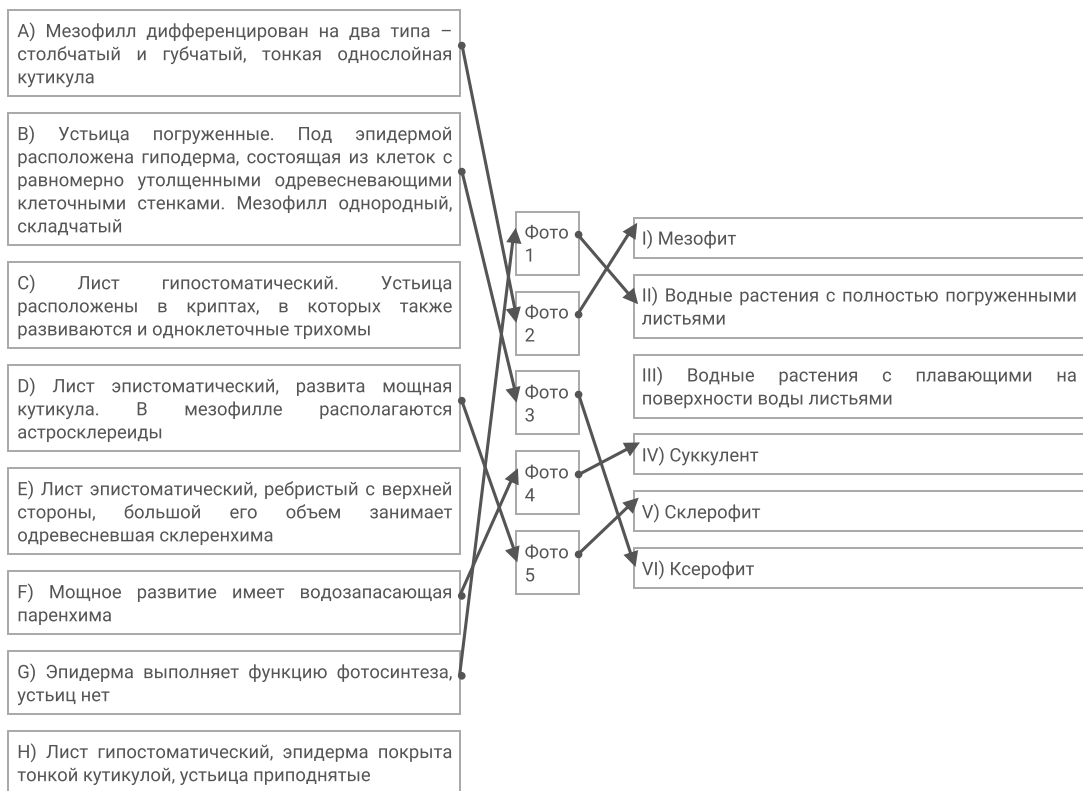 A) Мезофилл дифференцирован на два типа –
столбчатый и губчатый, тонкая однослойная
кутикула
B) Устьица погруженные. Под эпидермой
расположена гиподерма, состоящая из клеток с
равномерно утолщенными одревесневающими
клеточными стенками. Мезофилл однородный,
складчатый
C) Лист гипостоматический. Устьица
расположены в криптах, в которых также
развиваются и одноклеточные трихомы
D) Лист эпистоматический, развита мощная
кутикула. В мезофилле располагаются
астросклереиды
E) Лист эпистоматический, ребристый с верхней
стороны, большой его объем занимает
одревесневшая склеренхима
F) Мощное развитие имеет водозапасающая
паренхима
G) Эпидерма выполняет функцию фотосинтеза,
устьиц нет
H) Лист гипостоматический, эпидерма покрыта
тонкой кутикулой, устьица приподнятые
Фото
1
Фото
2
Фото
3
Фото
4
Фото
5
I) Мезофит
II) Водные растения с полностью погруженными
листьями
III) Водные растения с плавающими на
поверхности воды листьями
IV) Суккулент
V) Склерофит
VI) Ксерофит